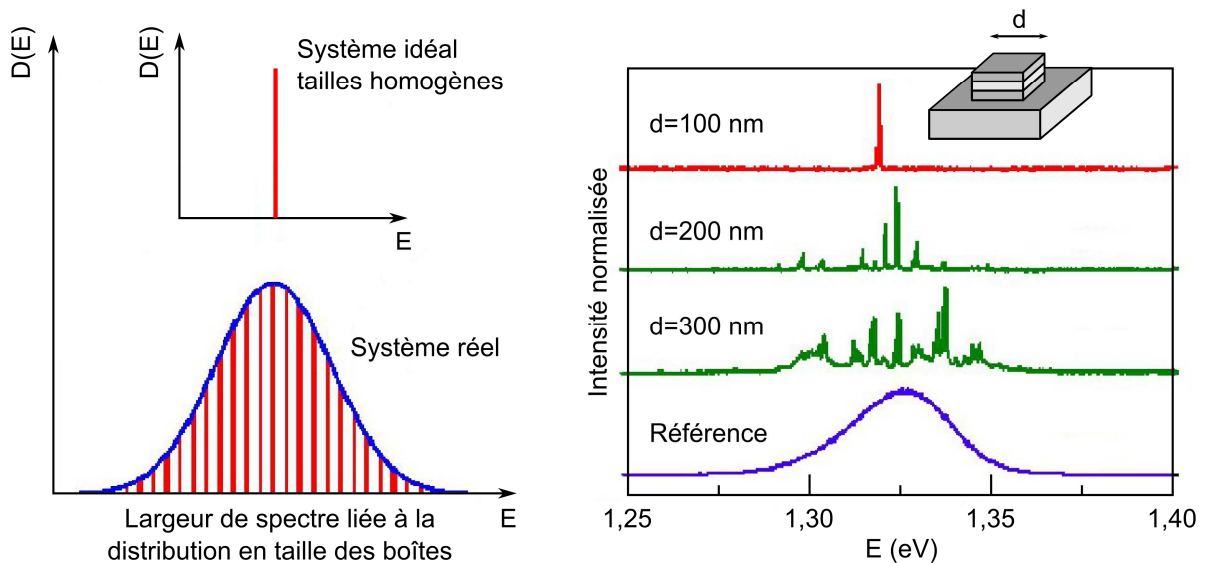 D(E)
D(E)
Système idéal
tailles homogènes
E
Système réel
E
Largeur de spectre liée à la
distribution en taille des boîtes
d
Intensité normalisée
d=100 nm
d=200 nm
d=300 nm
Référence
1,25
1,30
1,35
1,40
E (eV)